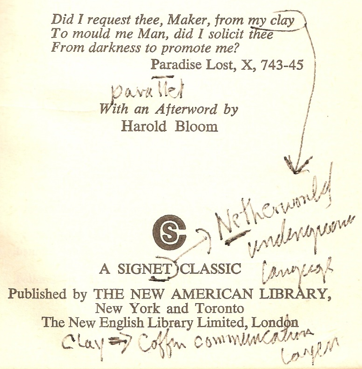 Did I request thee, Maker, from my clay
To mould me Man, did I solicit thee
From darkness to promote me?
Paradise Lost, X, 743-45
parallel
With an Afterword by
Harold Bloom
Netherworld
underground
language
SC
A SIGNET CLASSIC
Published by THE NEW AMERICAN LIBRARY,
New York and Toronto
The New English Library Limited, London
Clay ⇒ Coffin communication
layers